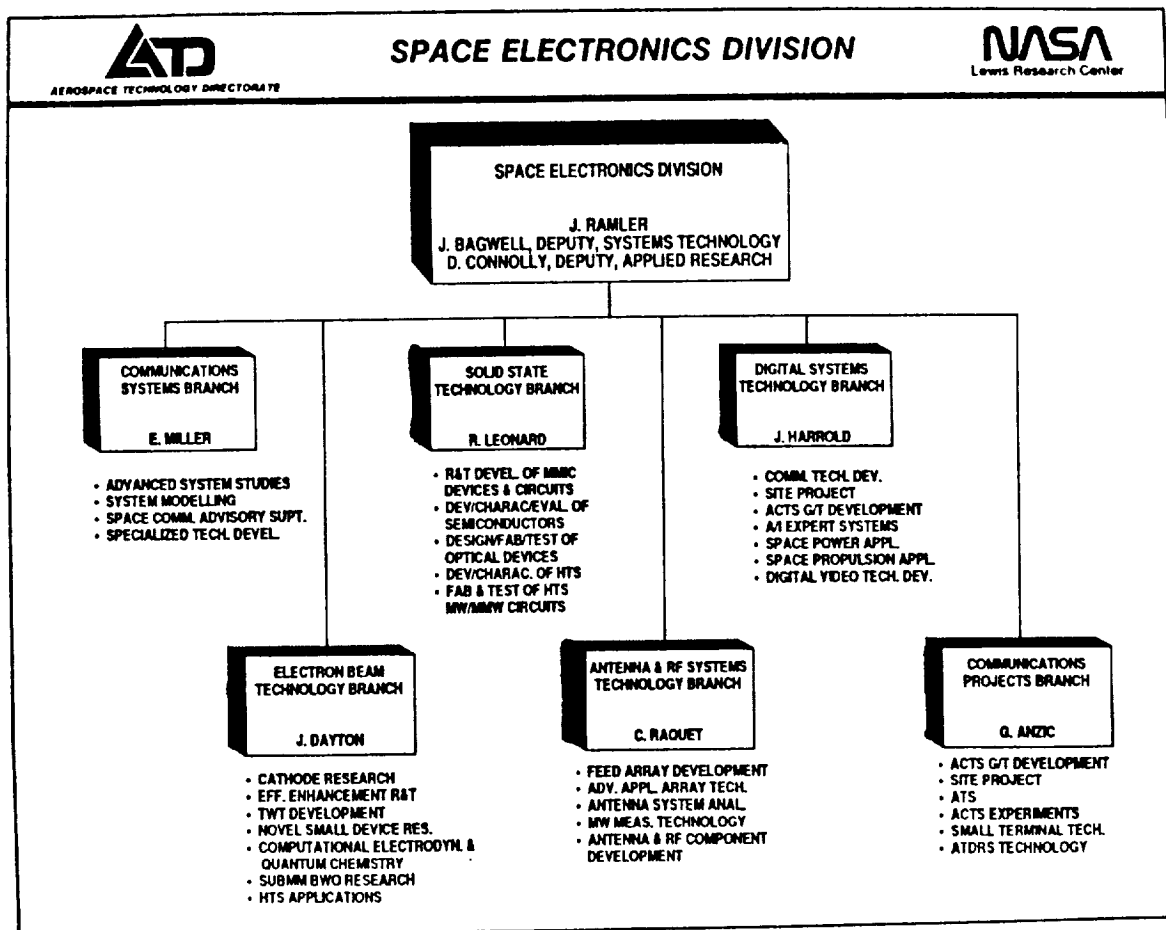 ATD
AEROSPACE TECHNOLOGY DIRECTORATE
SPACE ELECTRONICS DIVISION
NASA
Lewis Research Center
SPACE ELECTRONICS DIVISION
J. RAMLER
J. BAGWELL, DEPUTY, SYSTEMS TECHNOLOGY
D. CONNOLLY, DEPUTY, APPLIED RESEARCH
COMMUNICATIONS
SYSTEMS BRANCH
E. MILLER
• ADVANCED SYSTEM STUDIES
• SYSTEM MODELLING
• SPACE COMM. ADVISORY SUPT.
• SPECIALIZED TECH. DEVEL.
SOLID STATE
TECHNOLOGY BRANCH
R. LEONARD
• R&T DEVEL. OF MMIC
DEVICES & CIRCUITS
• DEV/CHARAC/EVAL. OF
SEMICONDUCTORS
• DESIGN/FAB/TEST OF
OPTICAL DEVICES
• DEV/CHARAC. OF HTS
• FAB & TEST OF HTS
MW/MMW CIRCUITS
DIGITAL SYSTEMS
TECHNOLOGY BRANCH
J. HARROLD
• COMM. TECH. DEV.
• SITE PROJECT
• ACTS G/T DEVELOPMENT
• A/I EXPERT SYSTEMS
• SPACE POWER APPL.
• SPACE PROPULSION APPL.
• DIGITAL VIDEO TECH. DEV.
ELECTRON BEAM
TECHNOLOGY BRANCH
J. DAYTON
• CATHODE RESEARCH
• EFF. ENHANCEMENT R&T
• TWT DEVELOPMENT
• NOVEL SMALL DEVICE RES.
• COMPUTATIONAL ELECTRODYN. &
QUANTUM CHEMISTRY
• SUBMM BWO RESEARCH
• HTS APPLICATIONS
ANTENNA & RF SYSTEMS
TECHNOLOGY BRANCH
C. RAQUET
• FEED ARRAY DEVELOPMENT
• ADV. APPL. ARRAY TECH.
• ANTENNA SYSTEM ANAL.
• MW MEAS. TECHNOLOGY
• ANTENNA & RF COMPONENT
DEVELOPMENT
COMMUNICATIONS
PROJECTS BRANCH
G. ANZIC
• ACTS G/T DEVELOPMENT
• SITE PROJECT
• ATS
• ACTS EXPERIMENTS
• SMALL TERMINAL TECH.
• ATDRS TECHNOLOGY